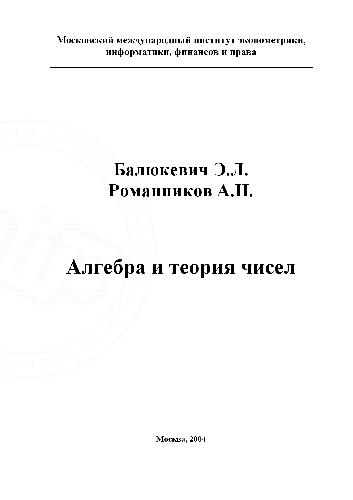 Московский международный институт эконометрики,
информатики, финансов и права
Балюкевич Э.Л.
Романников А.Н.
Алгебра и теория чисел
Москва, 2004